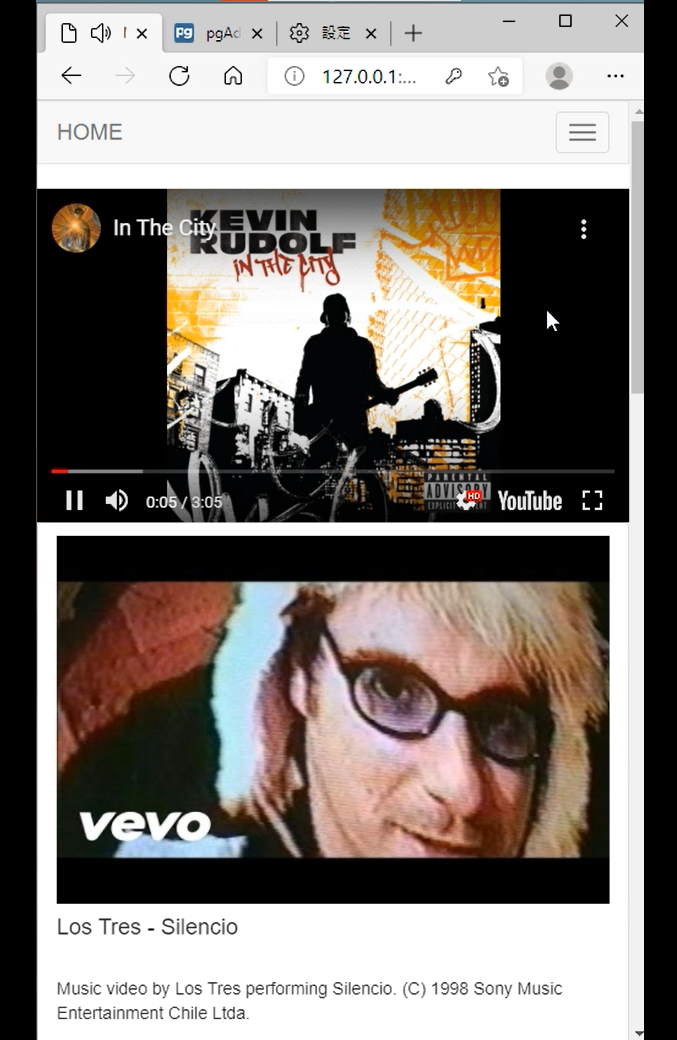 pgAd
設定
127.0.0.1:...
HOME
In The City
KEVIN
RUDOLF
IN THE CITY
PARENTAL
ADVISORY
EXPLICIT CONTENT
0:05 / 3:05
HD
YouTube
vevo
Los Tres - Silencio
Music video by Los Tres performing Silencio. (C) 1998 Sony Music
Entertainment Chile Ltda.